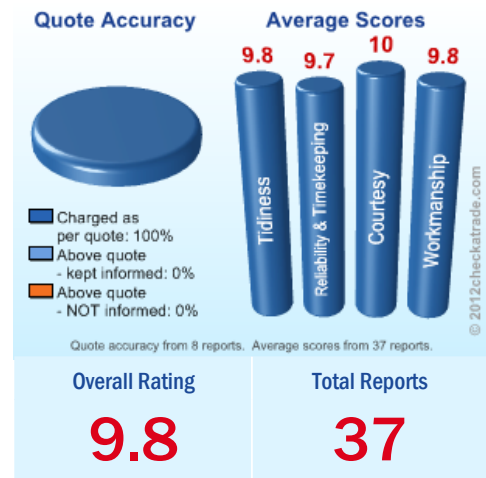 Quote Accuracy
Average Scores
9.8
9.7
10
9.8
Tidiness
Reliability & Timekeeping
Courtesy
Workmanship
Charged as
per quote: 100%
Above quote
- kept informed: 0%
Above quote
- NOT informed: 0%
© 2012checkatrade.com
Quote accuracy from 8 reports. Average scores from 37 reports.
Overall Rating
Total Reports
9.8
37